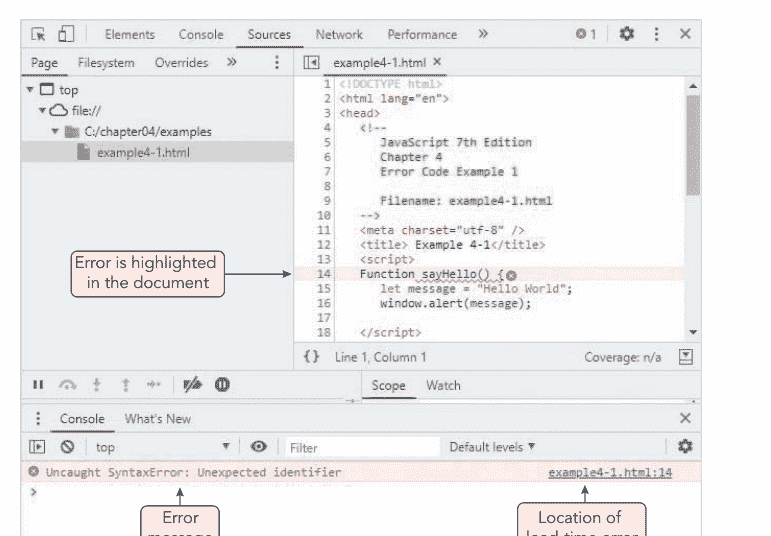 Elements Console Sources Network Performance » 1
Page Filesystem Overrides » example4-1.html ×
top
file://
C:/chapter04/examples
example4-1.html
1 <!DOCTYPE html>
2 <html lang="en">
3 <head>
4 <!--
5 JavaScript 7th Edition
6 Chapter 4
7 Error Code Example 1
8
9 Filename: example4-1.html
10 -->
11 <meta charset="utf-8" />
12 <title> Example 4-1</title>
13 <script>
14 Function sayHello() {
15 let message = "Hello World";
16 window.alert(message);
17
18 </script>
Error is highlighted
in the document
{} Line 1, Column 1 Coverage: n/a
Scope Watch
Console What's New
top Filter Default levels ▼
Uncaught SyntaxError: Unexpected identifier example4-1.html:14
>
Error
message
Location of
load-time error